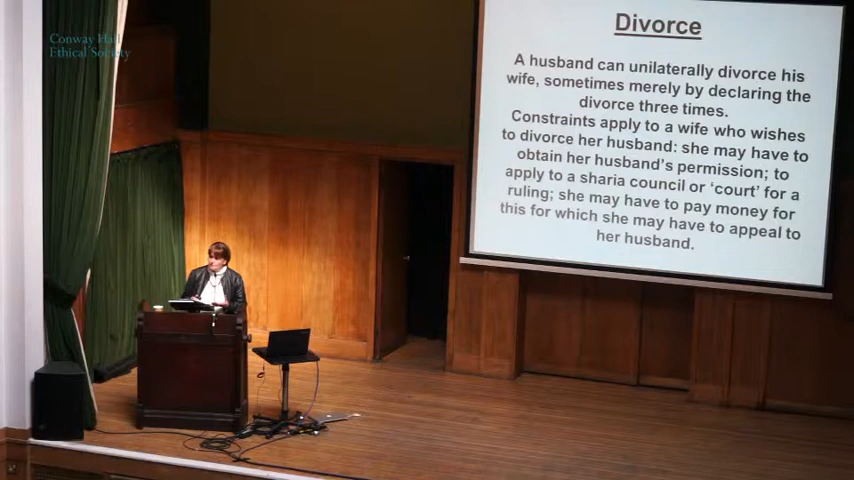 Conway Hall
Ethical Society
Divorce
A husband can unilaterally divorce his
wife, sometimes merely by declaring the
divorce three times.
Constraints apply to a wife who wishes
to divorce her husband: she may have to
obtain her husband's permission; to
apply to a sharia council or ‘court’ for a
ruling; she may have to pay money for
this for which she may have to appeal to
her husband.